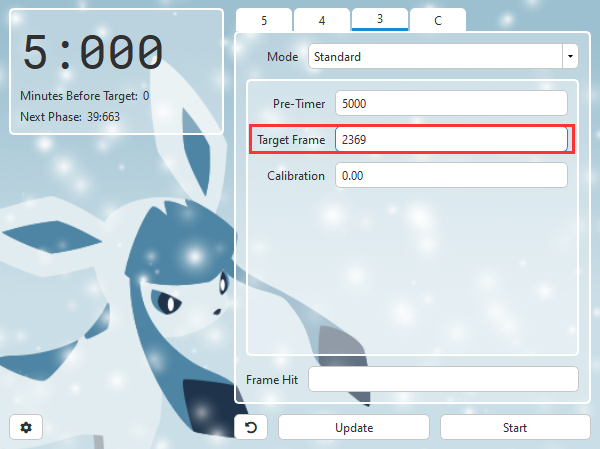 5:000
Minutes Before Target: 0
Next Phase: 39:663
5 4 3 C
Mode Standard
Pre-Timer 5000
Target Frame 2369
Calibration 0.00
Frame Hit
Update Start